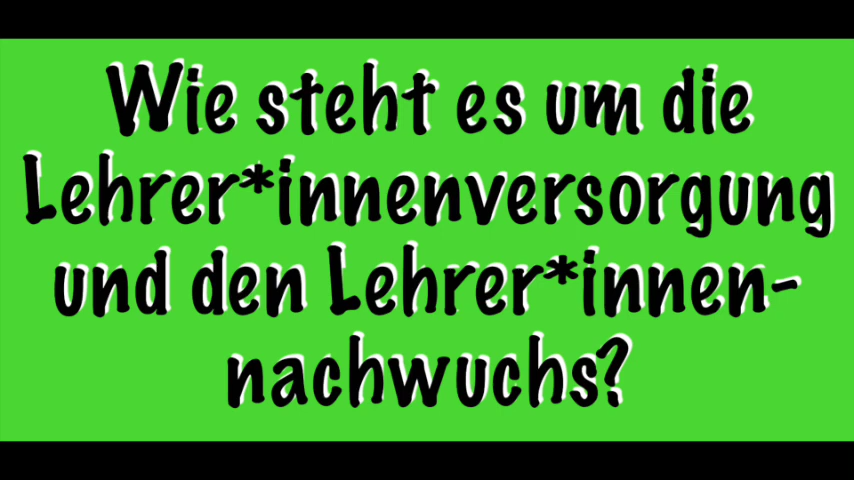 Wie steht es um die
Lehrer*innenversorgung
und den Lehrer*innen-
nachwuchs?